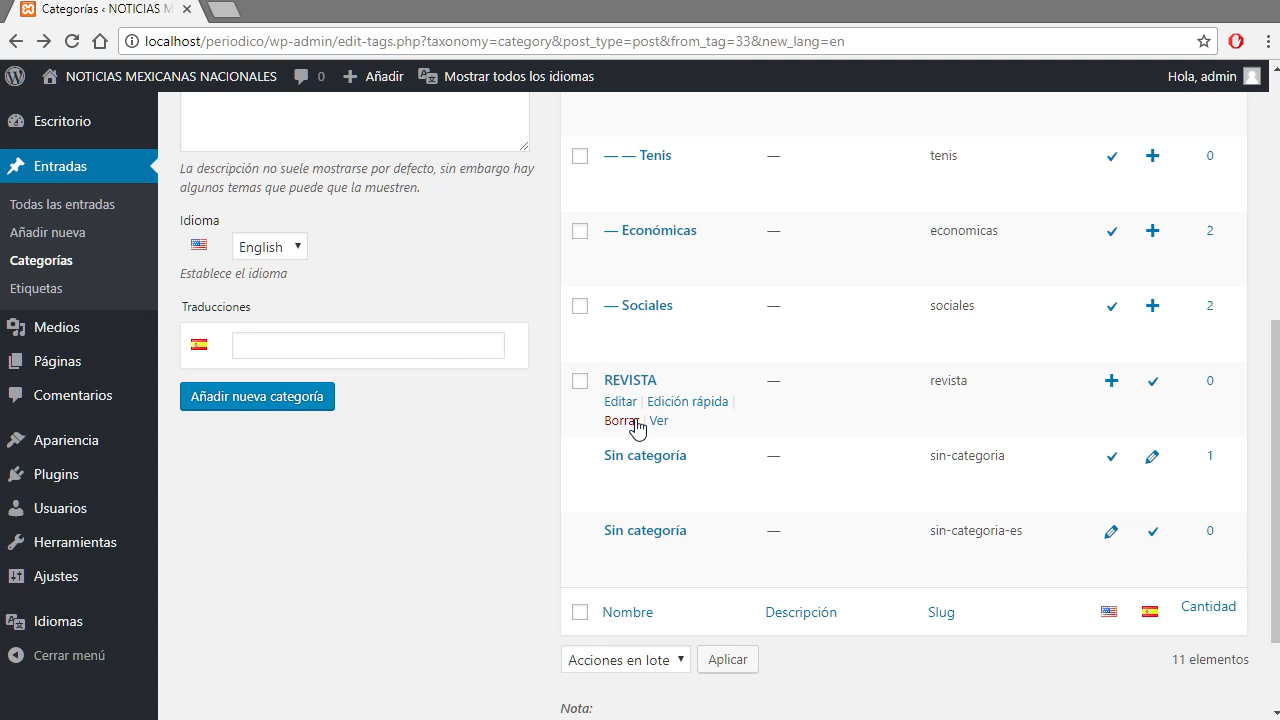 Categorías ‹ NOTICIAS M
localhost/periodico/wp-admin/edit-tags.php?taxonomy=category&post_type=post&from_tag=33&new_lang=en
NOTICIAS MEXICANAS NACIONALES 0 Añadir Mostrar todos los idiomas Hola, admin
Escritorio
Entradas
Todas las entradas
Añadir nueva
Categorías
Etiquetas
Medios
Páginas
Comentarios
Apariencia
Plugins
Usuarios
Herramientas
Ajustes
Idiomas
Cerrar menú
La descripción no suele mostrarse por defecto, sin embargo hay
algunos temas que puede que la muestren.
Idioma
English
Establece el idioma
Traducciones
Añadir nueva categoría
— — Tenis — tenis 0
— Económicas — economicas 2
— Sociales — sociales 2
REVISTA — revista 0
Editar | Edición rápida |
Borrar | Ver
Sin categoría — sin-categoria 1
Sin categoría — sin-categoria-es 0
Nombre Descripción Slug Cantidad
Acciones en lote Aplicar 11 elementos
Nota: